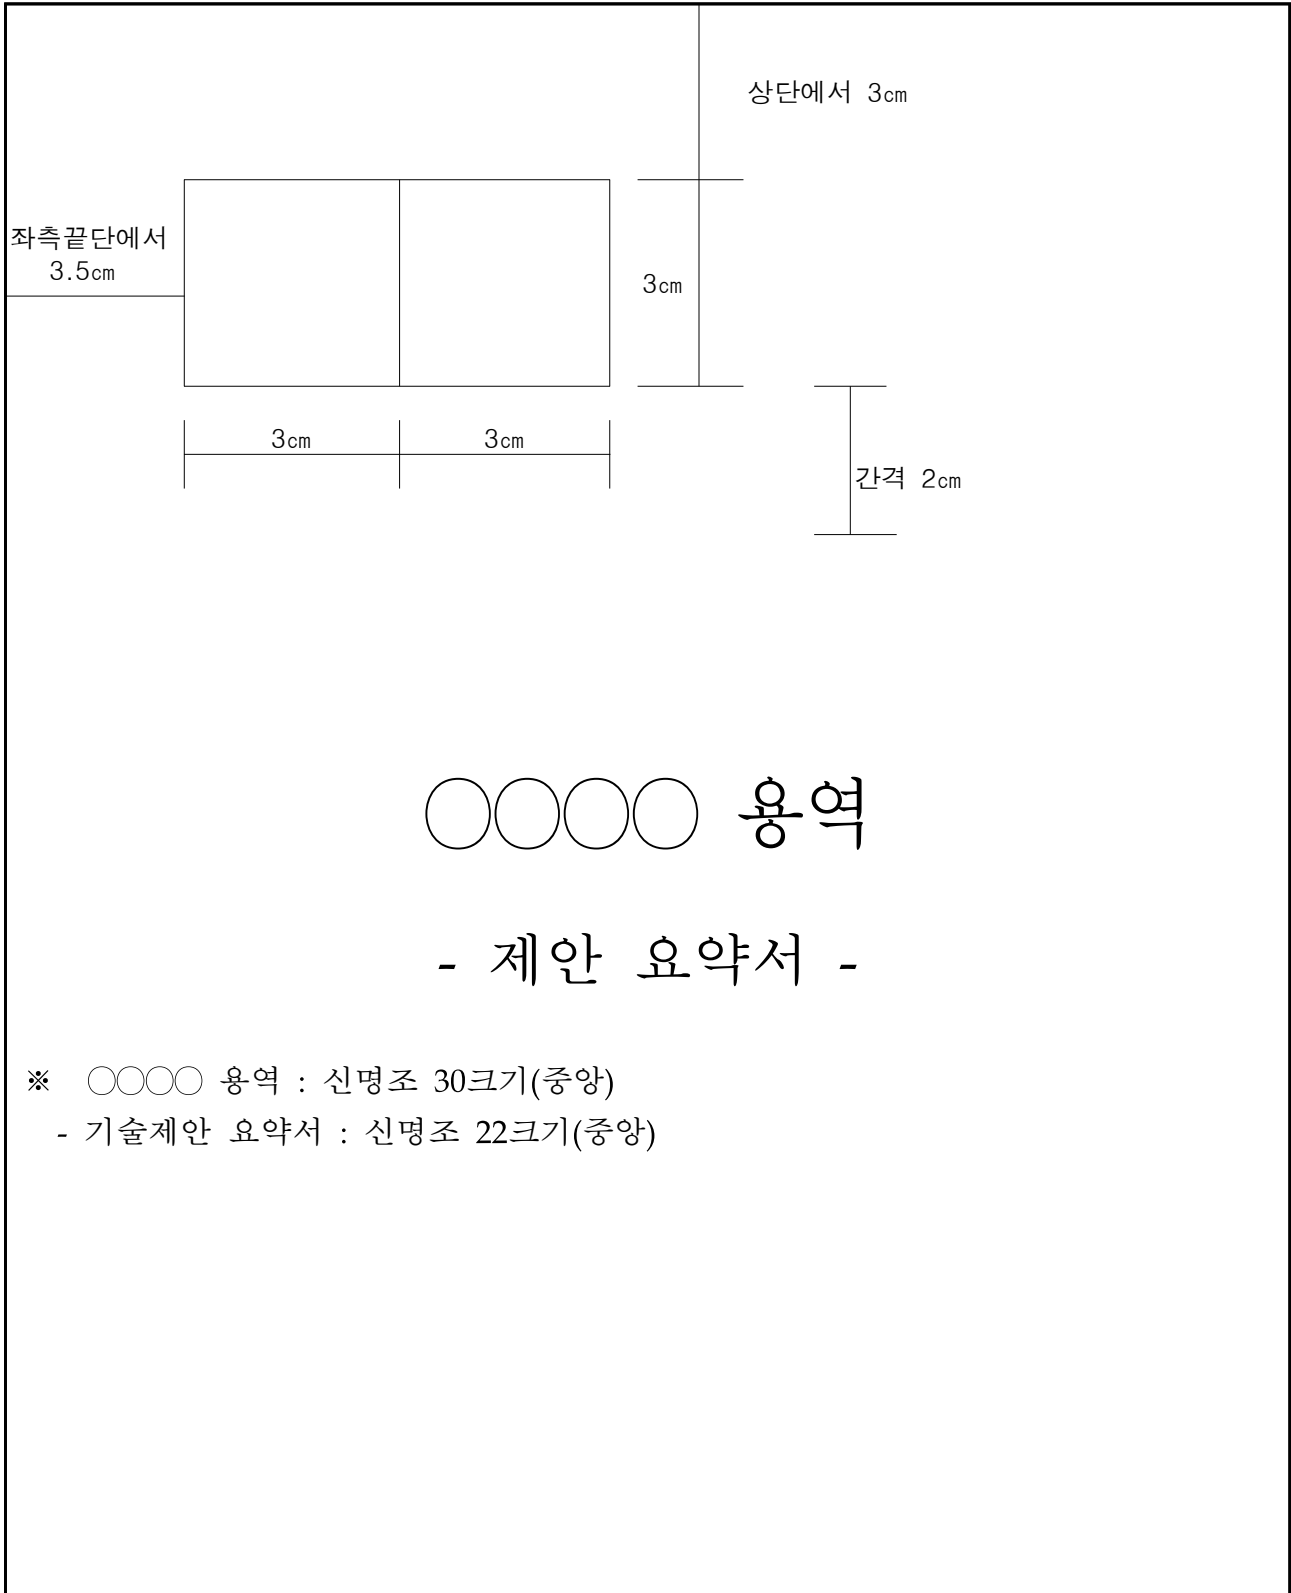 상단에서 3㎝
좌측끝단에서
3.5㎝
3㎝
3㎝ 3㎝
간격 2㎝
○○○○ 용역
- 제안 요약서 -
※ ○○○○ 용역 : 신명조 30크기(중앙)
- 기술제안 요약서 : 신명조 22크기(중앙)